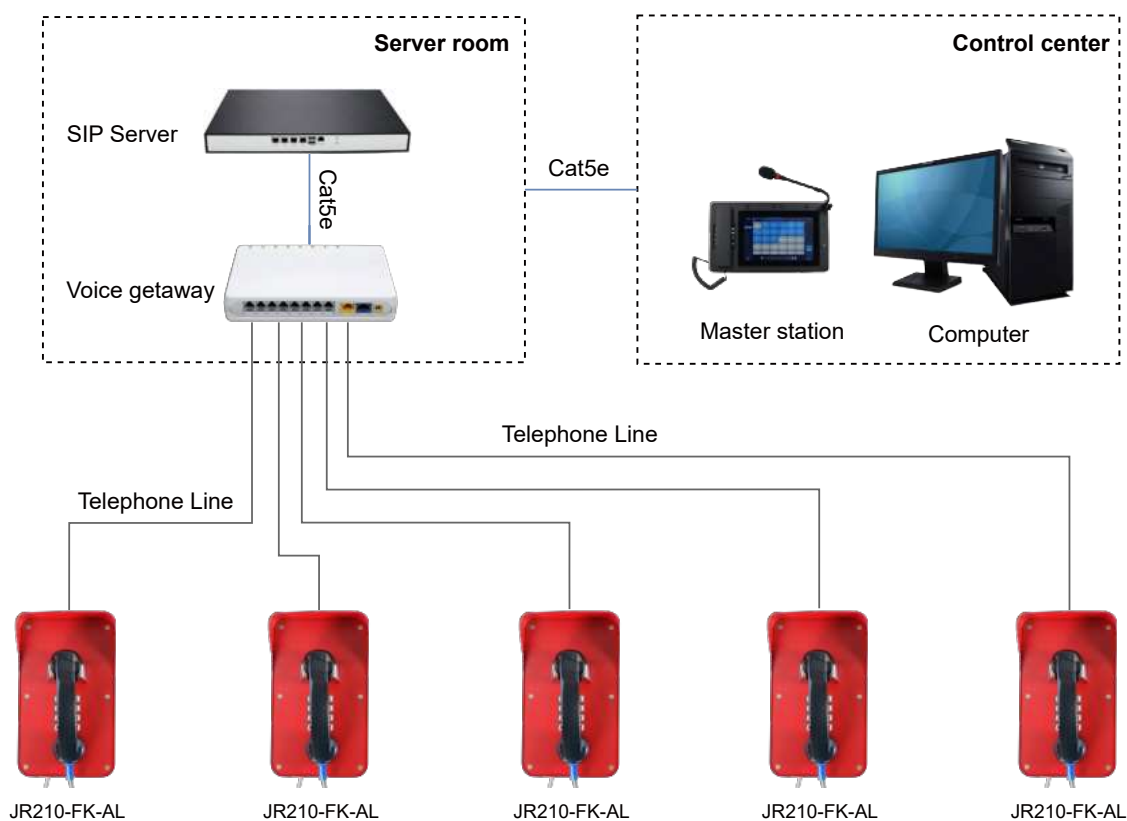 Server room
Control center
SIP Server
Cat5e
Cat5e
Voice getaway
Master station
Computer
Telephone Line
Telephone Line
JR210-FK-AL
JR210-FK-AL
JR210-FK-AL
JR210-FK-AL
JR210-FK-AL